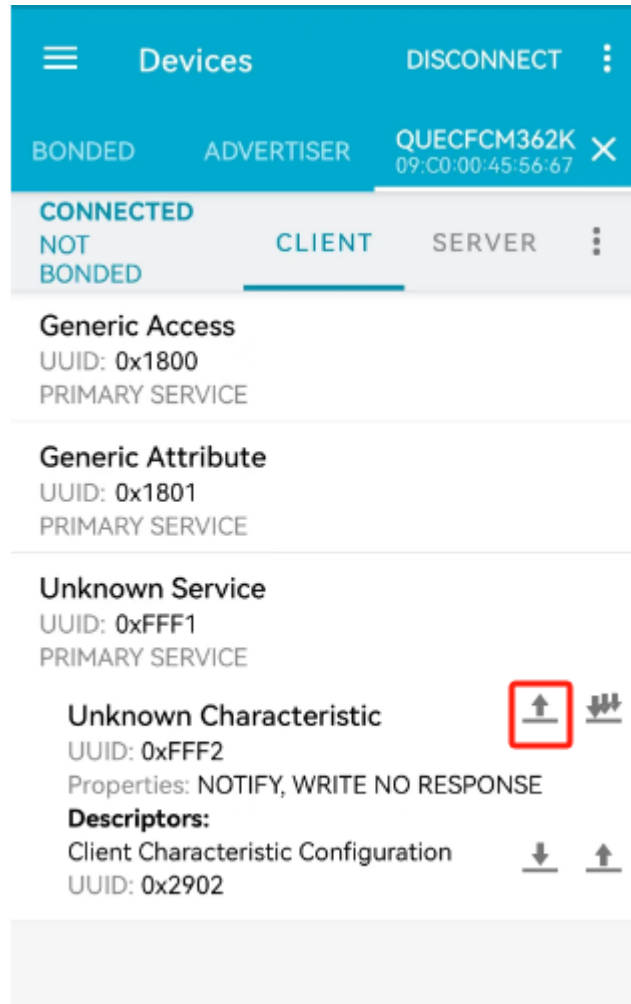 Devices
DISCONNECT
BONDED
ADVERTISER
QUECFCM362K
09:C0:00:45:56:67
CONNECTED
NOT
BONDED
CLIENT
SERVER
Generic Access
UUID: 0x1800
PRIMARY SERVICE
Generic Attribute
UUID: 0x1801
PRIMARY SERVICE
Unknown Service
UUID: 0xFFF1
PRIMARY SERVICE
Unknown Characteristic
UUID: 0xFFF2
Properties: NOTIFY, WRITE NO RESPONSE
Descriptors:
Client Characteristic Configuration
UUID: 0x2902